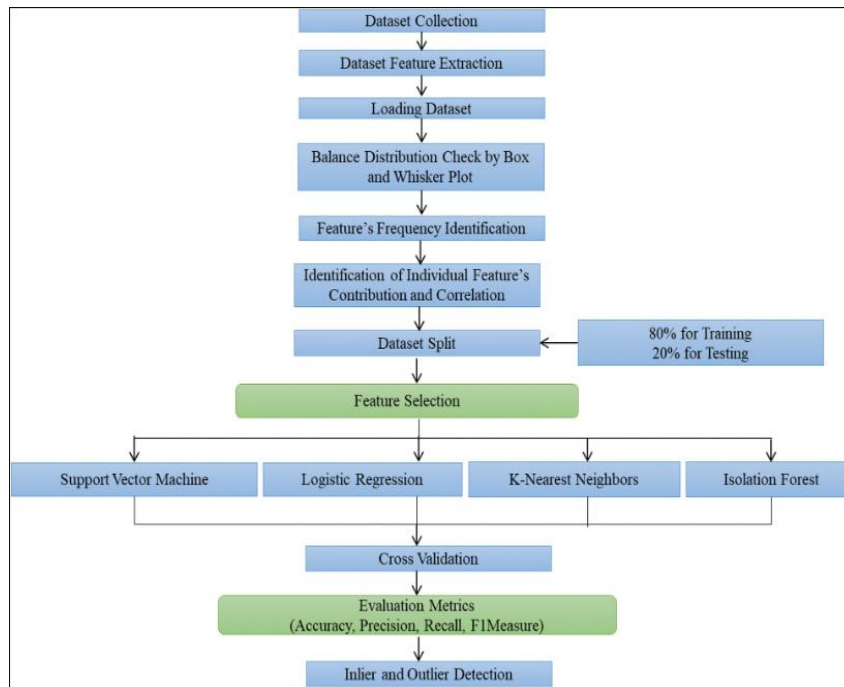 Dataset Collection
Dataset Feature Extraction
Loading Dataset
Balance Distribution Check by Box
and Whisker Plot
Feature's Frequency Identification
Identification of Individual Feature's
Contribution and Correlation
Dataset Split
80% for Training
20% for Testing
Feature Selection
Support Vector Machine
Logistic Regression
K-Nearest Neighbors
Isolation Forest
Cross Validation
Evaluation Metrics
(Accuracy, Precision, Recall, F1Measure)
Inlier and Outlier Detection